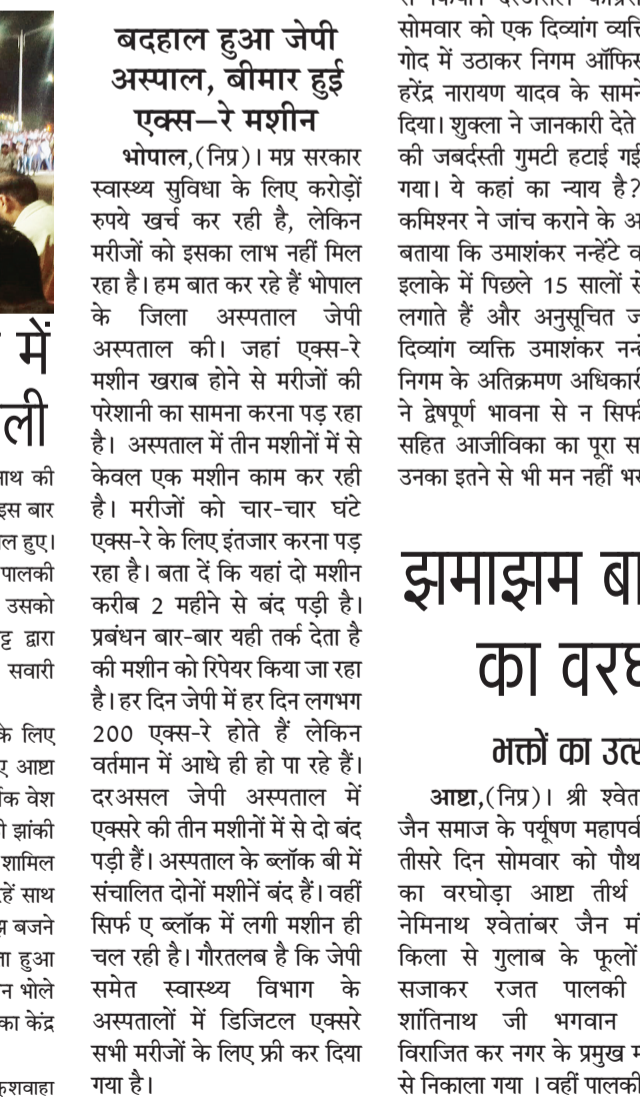 में
ली
नाथ की
इस बार
ल हुए।
पालकी
उसको
ट्ट द्वारा
सवारी
के लिए
ए आष्टा
क वेश
झांकी
शामिल
रहें साथ
बजने
ता हुआ
न भोले
का केंद्र
कुशवाहा
बदहाल हुआ जेपी
अस्पाल, बीमार हुई
एक्स–रे मशीन
भोपाल,(निप्र)। मप्र सरकार
स्वास्थ्य सुविधा के लिए करोड़ों
रुपये खर्च कर रही है, लेकिन
मरीजों को इसका लाभ नहीं मिल
रहा है। हम बात कर रहे हैं भोपाल
के जिला अस्पताल जेपी
अस्पताल की। जहां एक्स-रे
मशीन खराब होने से मरीजों की
परेशानी का सामना करना पड़ रहा
है। अस्पताल में तीन मशीनों में से
केवल एक मशीन काम कर रही
है। मरीजों को चार-चार घंटे
एक्स-रे के लिए इंतजार करना पड़
रहा है। बता दें कि यहां दो मशीन
करीब 2 महीने से बंद पड़ी है।
प्रबंधन बार-बार यही तर्क देता है
की मशीन को रिपेयर किया जा रहा
है। हर दिन जेपी में हर दिन लगभग
200 एक्स-रे होते हैं लेकिन
वर्तमान में आधे ही हो पा रहे हैं।
दरअसल जेपी अस्पताल में
एक्सरे की तीन मशीनों में से दो बंद
पड़ी हैं। अस्पताल के ब्लॉक बी में
संचालित दोनों मशीनें बंद हैं। वहीं
सिर्फ ए ब्लॉक में लगी मशीन ही
चल रही है। गौरतलब है कि जेपी
समेत स्वास्थ्य विभाग के
अस्पतालों में डिजिटल एक्सरे
सभी मरीजों के लिए फ्री कर दिया
गया है।
सोमवार को एक दिव्यांग व्यक्ति
गोद में उठाकर निगम ऑफिस
हरेंद्र नारायण यादव के सामने
दिया। शुक्ला ने जानकारी देते
की जबर्दस्ती गुमटी हटाई गई
गया। ये कहां का न्याय है?
कमिश्नर ने जांच कराने के
बताया कि उमाशंकर नन्हेंटे
इलाके में पिछले 15 सालों से
लगाते हैं और अनुसूचित
दिव्यांग व्यक्ति उमाशंकर
निगम के अतिक्रमण अधिकारी
ने द्वेषपूर्ण भावना से न सिर्फ
सहित आजीविका का पूरा
उनका इतने से भी मन नहीं
झमाझम बा
का वरघ
भक्तों का उत्स
आष्टा,(निप्र)। श्री श्वेता
जैन समाज के पर्यूषण महापर्व
तीसरे दिन सोमवार को
का वरघोड़ा आष्टा तीर्थ
नेमिनाथ श्वेतांबर जैन
किला से गुलाब के फूलों
सजाकर रजत पालकी
शांतिनाथ जी भगवान
विराजित कर नगर के प्रमुख
से निकाला गया । वहीं पालकी